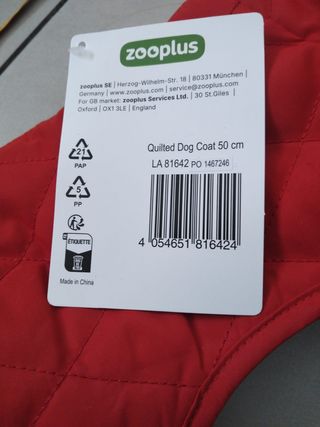 zooplus
zooplus SE | Herzog-Wilhelm-Str. 18 | 80331 München |
Germany | www.zooplus.com | service@zooplus.com
For GB market: zooplus Services Ltd. | 30 St.Giles |
Oxford | OX1 3LE | England
21
PAP
Quilted Dog Coat 50 cm
LA 81642 PO 1467246
5
PP
ÉTIQUETTE
4 054651 816424
Made in China